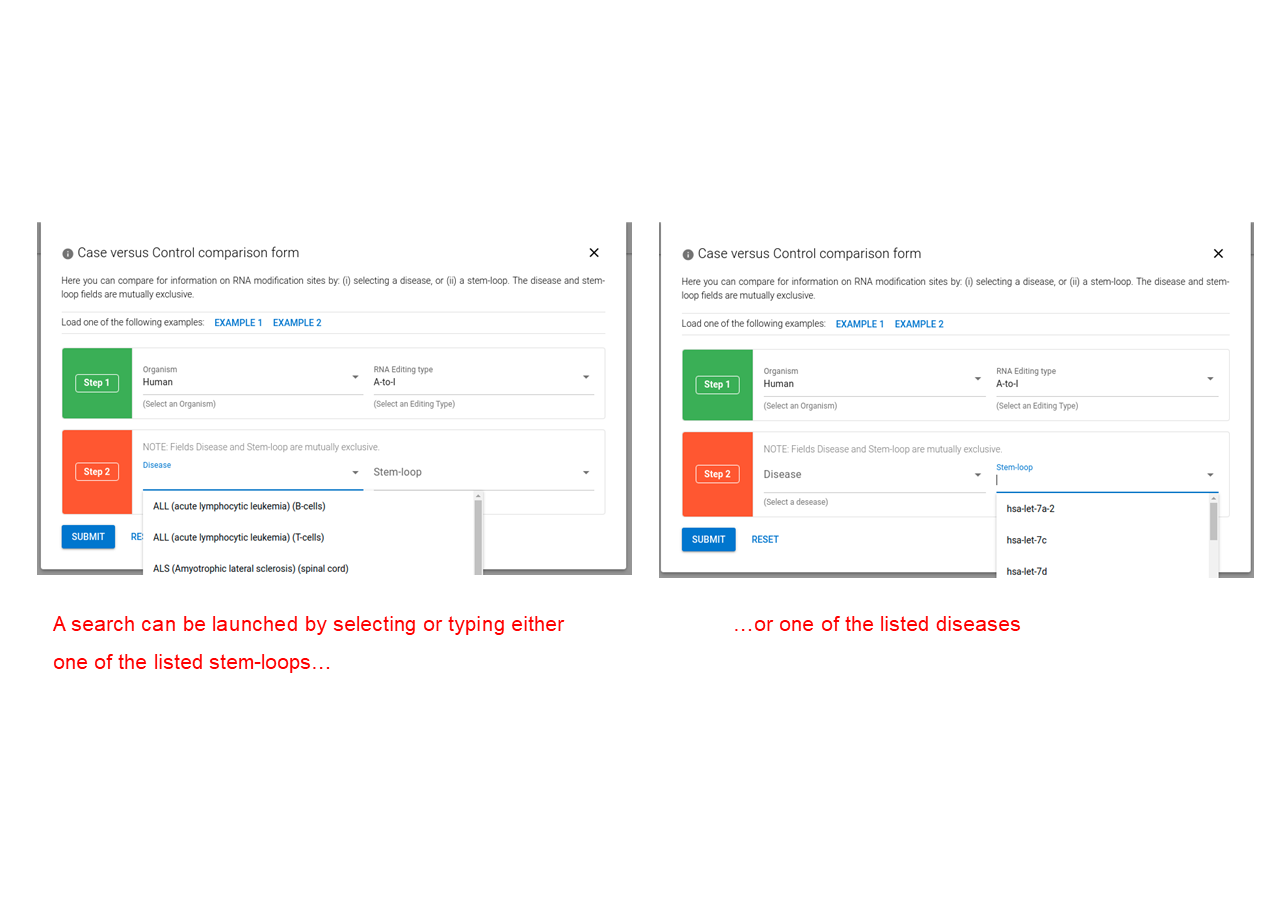 Case versus Control comparison form
Here you can compare for information on RNA modification sites by: (i) selecting a disease, or (ii) a stem-loop. The disease and stem-
loop fields are mutually exclusive.
Load one of the following examples: EXAMPLE 1 EXAMPLE 2
Step 1
Organism
Human
(Select an Organism)
RNA Editing type
A-to-I
(Select an Editing Type)
Step 2
NOTE: Fields Disease and Stem-loop are mutually exclusive.
Disease
Stem-loop
ALL (acute lymphocytic leukemia) (B-cells)
ALL (acute lymphocytic leukemia) (T-cells)
ALS (Amyotrophic lateral sclerosis) (spinal cord)
SUBMIT RE
A search can be launched by selecting or typing either
one of the listed stem-loops…
Case versus Control comparison form
Here you can compare for information on RNA modification sites by: (i) selecting a disease, or (ii) a stem-loop. The disease and stem-
loop fields are mutually exclusive.
Load one of the following examples: EXAMPLE 1 EXAMPLE 2
Step 1
Organism
Human
(Select an Organism)
RNA Editing type
A-to-I
(Select an Editing Type)
Step 2
NOTE: Fields Disease and Stem-loop are mutually exclusive.
Disease
(Select a desease)
Stem-loop
hsa-let-7a-2
hsa-let-7c
hsa-let-7d
SUBMIT RESET
…or one of the listed diseases